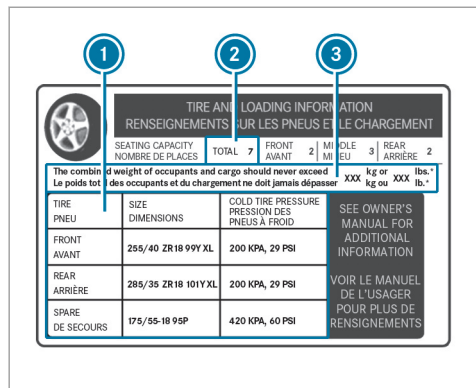 1
2
3
TIRE AND LOADING INFORMATION
RENSEIGNEMENTS SUR LES PNEUS ET LE CHARGEMENT
SEATING CAPACITY
NOMBRE DE PLACES
TOTAL 7
FRONT
AVANT 2
MIDDLE
MILIEU 3
REAR
ARRIÈRE 2
The combined weight of occupants and cargo should never exceed XXX kg or XXX lbs.*
Le poids total des occupants et du chargement ne doit jamais dépasser kg ou lb.*
TIRE
PNEU
SIZE
DIMENSIONS
COLD TIRE PRESSURE
PRESSION DES
PNEUS À FROID
FRONT
AVANT
255/40 ZR18 99Y XL
200 KPA, 29 PSI
REAR
ARRIÈRE
285/35 ZR18 101Y XL
200 KPA, 29 PSI
SPARE
DE SECOURS
175/55-18 95P
420 KPA, 60 PSI
SEE OWNER'S
MANUAL FOR
ADDITIONAL
INFORMATION
VOIR LE MANUEL
DE L'USAGER
POUR PLUS DE
RENSIGNEMENTS